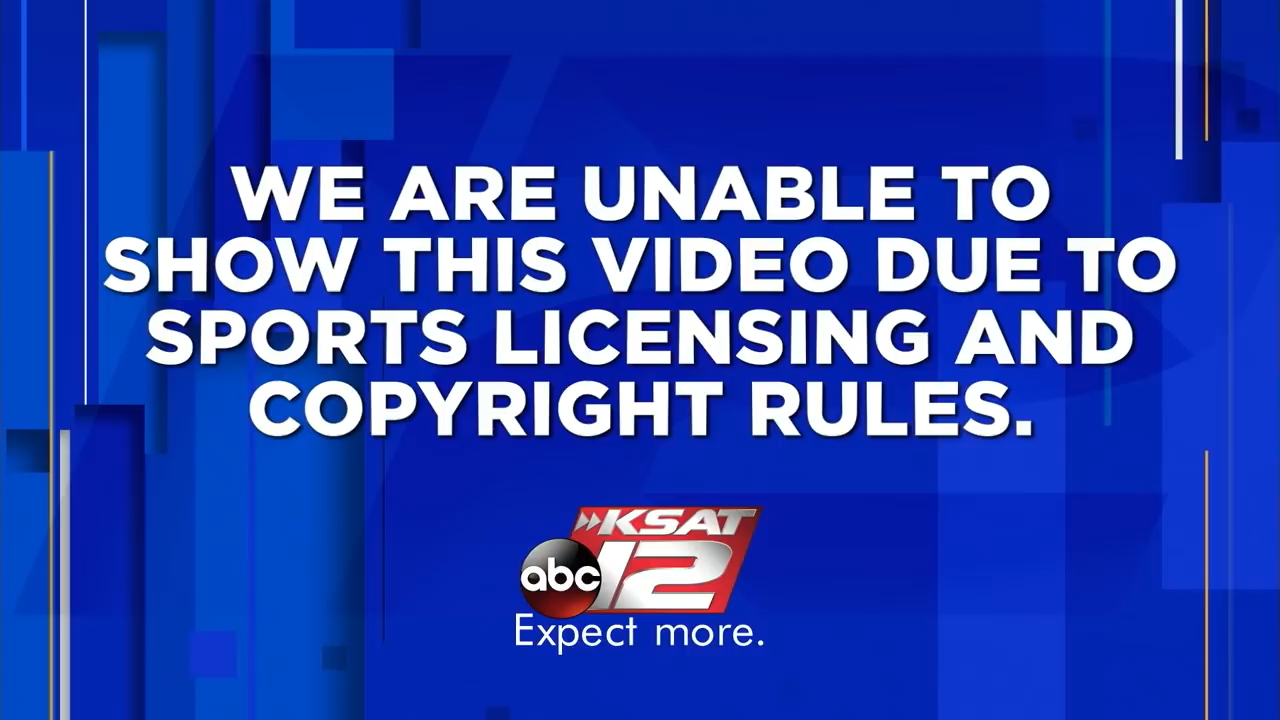 WE ARE UNABLE TO
SHOW THIS VIDEO DUE TO
SPORTS LICENSING AND
COPYRIGHT RULES.
KSAT
abc 12
Expect more.